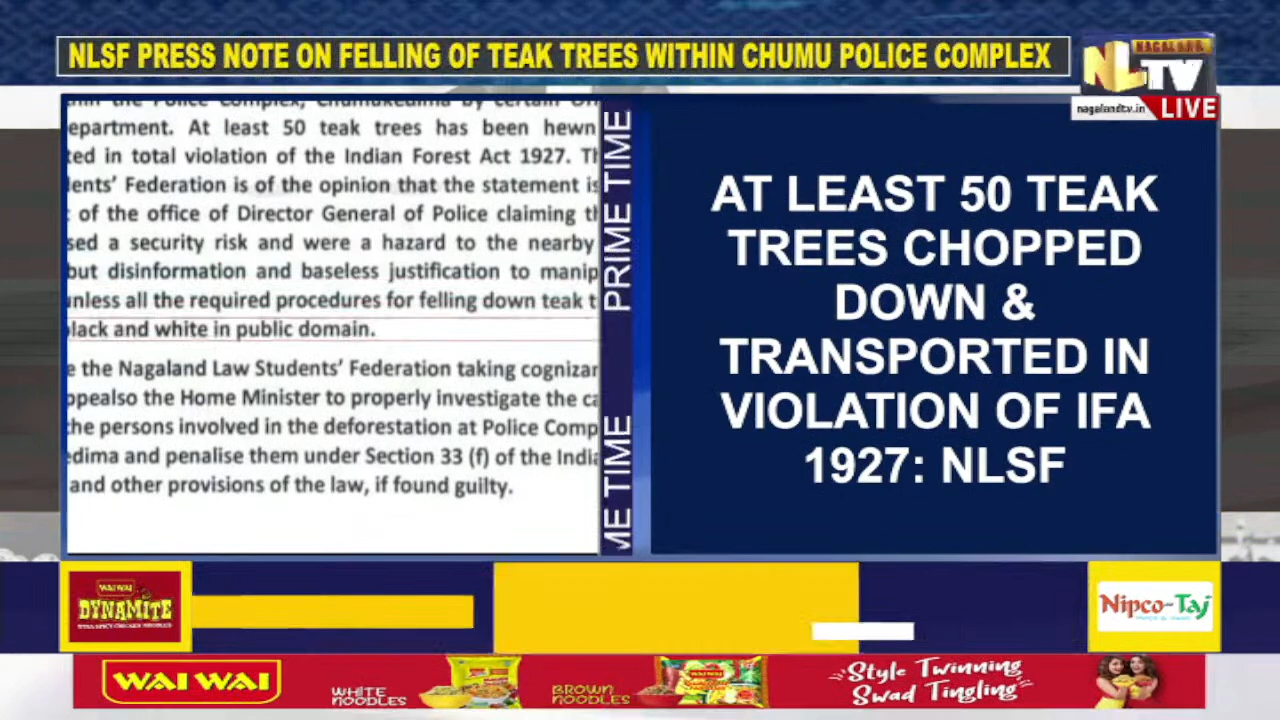 NLSF PRESS NOTE ON FELLING OF TEAK TREES WITHIN CHUMU POLICE COMPLEX
NAGALAND
NLTV
nagalandtv.in
LIVE
epartment. At least 50 teak trees has been hewn
ed in total violation of the Indian Forest Act 1927. Th
ents' Federation is of the opinion that the statement is
of the office of Director General of Police claiming th
sed a security risk and were a hazard to the nearby
but disinformation and baseless justification to manip
unless all the required procedures for felling down teak t
lack and white in public domain.
e the Nagaland Law Students' Federation taking cognizan
ppealso the Home Minister to properly investigate the ca
the persons involved in the deforestation at Police Comp
edima and penalise them under Section 33 (f) of the India
and other provisions of the law, if found guilty.
PRIME TIME
ME TIME
AT LEAST 50 TEAK
TREES CHOPPED
DOWN &
TRANSPORTED IN
VIOLATION OF IFA
1927: NLSF
WAI WAI
DYNAMITE
Nipco-Taj
WAI WAI
WHITE
NOODLES
BROWN
NOODLES
Style Twinning
Swad Tingling